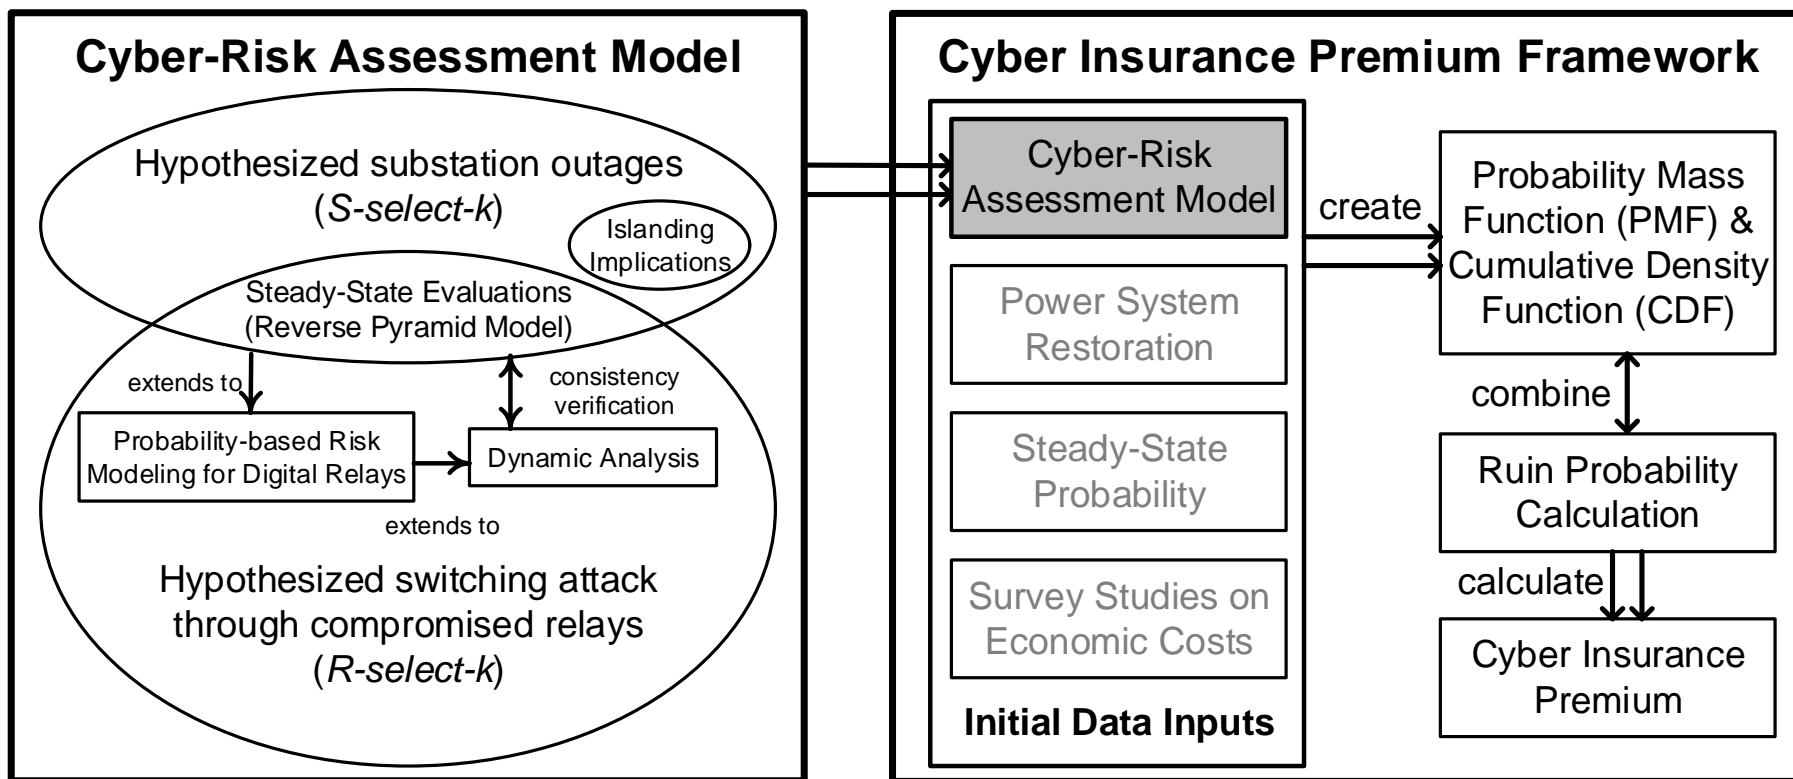 Cyber-Risk Assessment Model
Hypothesized substation outages
(S-select-k)
Islanding
Implications
Steady-State Evaluations
(Reverse Pyramid Model)
extends to
consistency
verification
Probability-based Risk
Modeling for Digital Relays
Dynamic Analysis
extends to
Hypothesized switching attack
through compromised relays
(R-select-k)
Cyber Insurance Premium Framework
Cyber-Risk
Assessment Model
Power System
Restoration
Steady-State
Probability
Survey Studies on
Economic Costs
Initial Data Inputs
create
Probability Mass
Function (PMF) &
Cumulative Density
Function (CDF)
combine
Ruin Probability
Calculation
calculate
Cyber Insurance
Premium